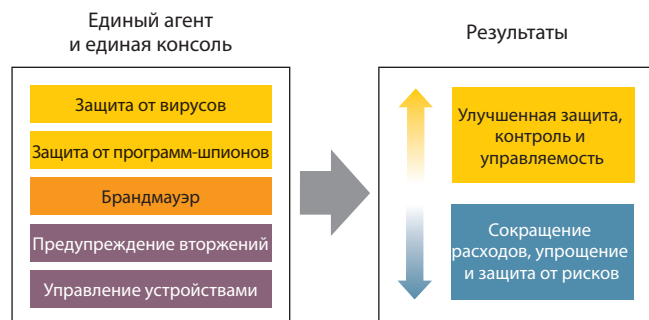 Единый агент
и единая консоль
Защита от вирусов
Защита от программ-шпионов
Брандмауэр
Предупреждение вторжений
Управление устройствами
Результаты
Улучшенная защита,
контроль и
управляемость
Сокращение
расходов, упрощение
и защита от рисков